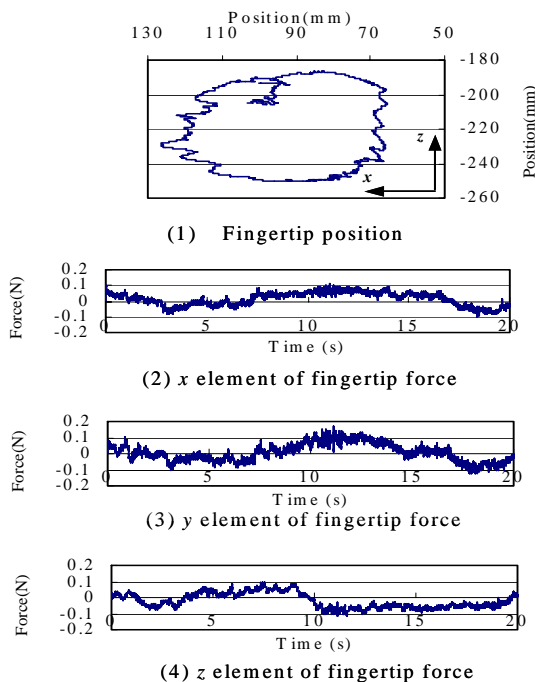 Position(mm)
130 110 90 70 50
-180
-200
-220
-240
-260
Position(mm)
z
x
(1) Fingertip position
Force(N)
0.2
0.1
0
-0.1
-0.2
0 5 10 15 20
Time (s)
(2) x element of fingertip force
Force(N)
0.2
0.1
0
-0.1
-0.2
0 5 10 15 20
Time (s)
(3) y element of fingertip force
Force(N)
0.2
0.1
0
-0.1
-0.2
0 5 10 15 20
Time (s)
(4) z element of fingertip force